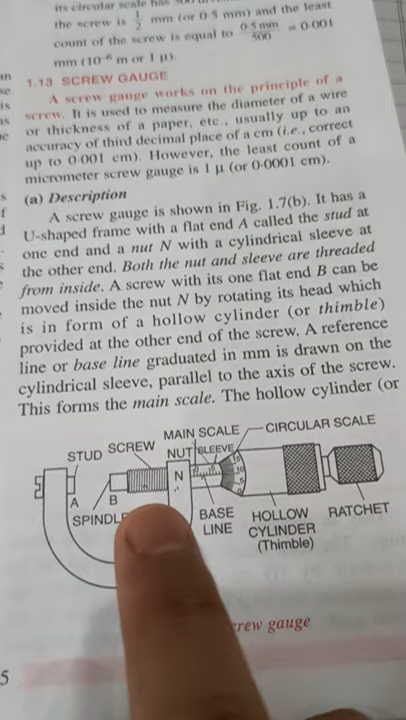 its circular scale has
the screw is 1/2 mm (or 0·5 mm) and the least
count of the screw is equal to 0·5 mm/500 = 0·001
mm (10⁻⁶ m or 1 μ).
1.13 SCREW GAUGE
A screw gauge works on the principle of a
screw. It is used to measure the diameter of a wire
or thickness of a paper, etc., usually up to an
accuracy of third decimal place of a cm (i.e., correct
up to 0·001 cm). However, the least count of a
micrometer screw gauge is 1 μ (or 0·0001 cm).
(a) Description
A screw gauge is shown in Fig. 1.7(b). It has a
U-shaped frame with a flat end A called the stud at
one end and a nut N with a cylindrical sleeve at
the other end. Both the nut and sleeve are threaded
from inside. A screw with its one flat end B can be
moved inside the nut N by rotating its head which
is in form of a hollow cylinder (or thimble)
provided at the other end of the screw. A reference
line or base line graduated in mm is drawn on the
cylindrical sleeve, parallel to the axis of the screw.
This forms the main scale. The hollow cylinder (or
MAIN SCALE CIRCULAR SCALE
STUD SCREW NUT SLEEVE
15
10
5
0
N
A B
SPINDL
BASE LINE
HOLLOW CYLINDER (Thimble)
RATCHET
rew gauge
5